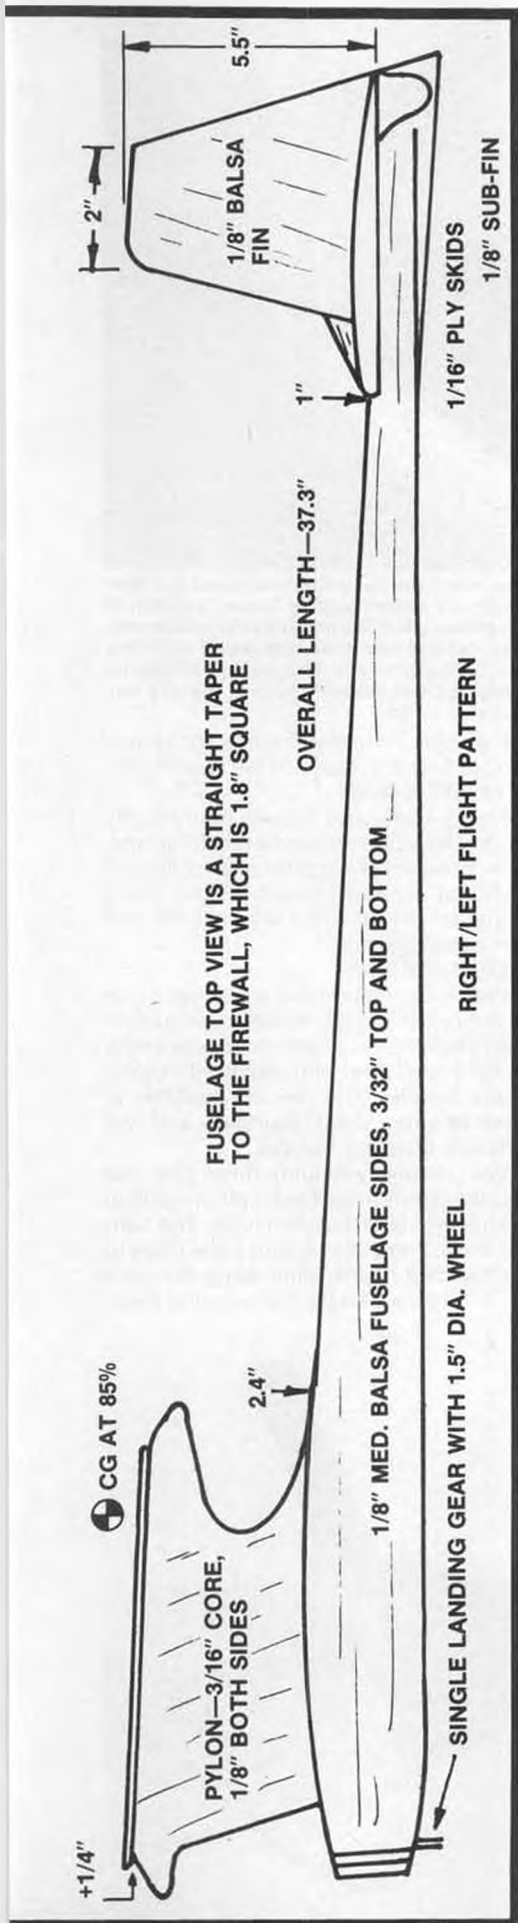 +1/4"
PYLON—3/16" CORE,
1/8" BOTH SIDES
CG AT 85%
2.4"
FUSELAGE TOP VIEW IS A STRAIGHT TAPER
TO THE FIREWALL, WHICH IS 1.8" SQUARE
OVERALL LENGTH—37.3"
1"
2"
1/8" BALSA
FIN
5.5"
1/8" MED. BALSA FUSELAGE SIDES, 3/32" TOP AND BOTTOM
SINGLE LANDING GEAR WITH 1.5" DIA. WHEEL
RIGHT/LEFT FLIGHT PATTERN
1/16" PLY SKIDS
1/8" SUB-FIN